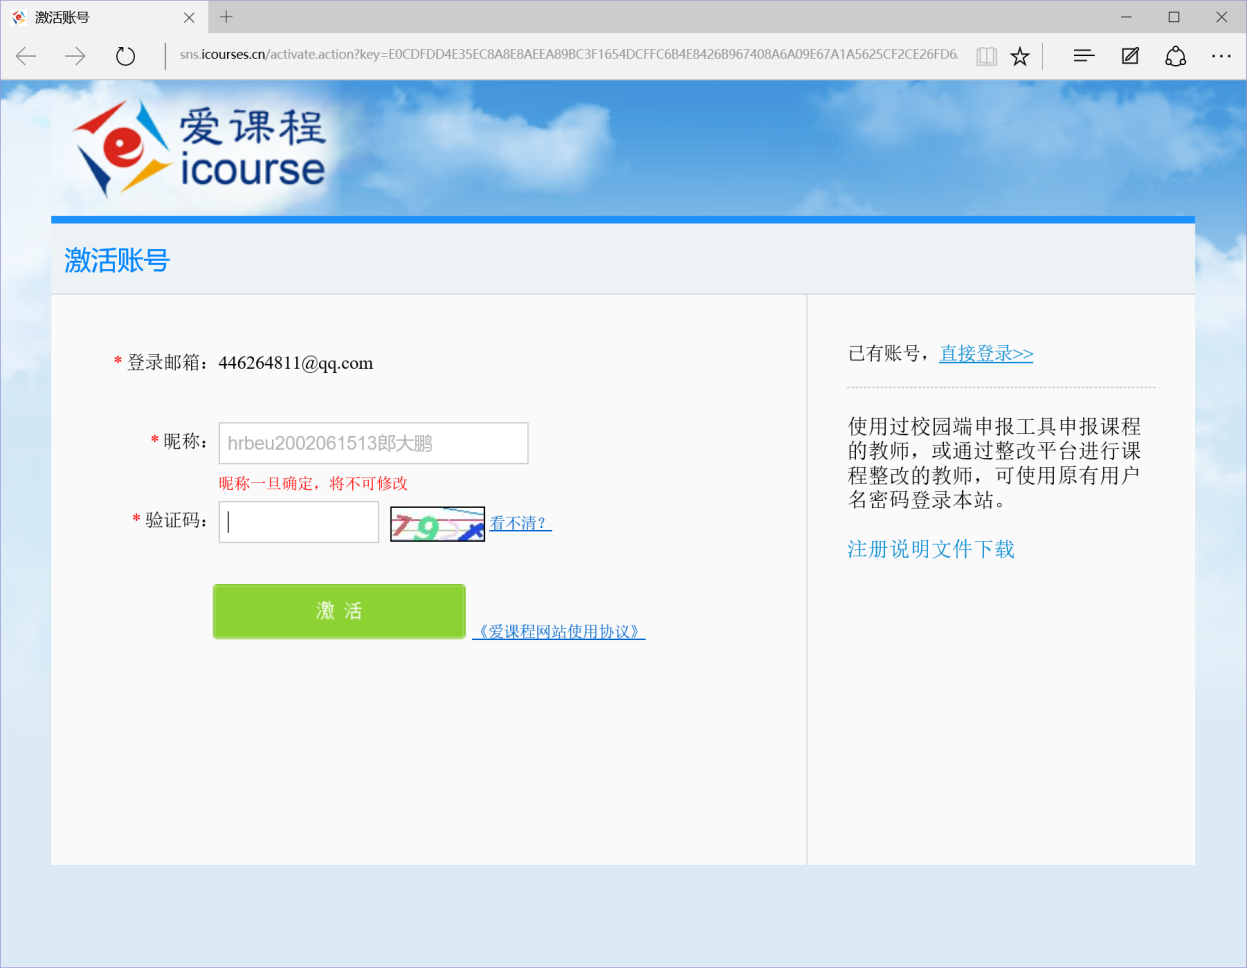 激活账号
sns.icourses.cn/activate.action?key=E0CDFDD4E35EC8A8E8AEEA89BC3F1654DCFFC6B4E8426B967408A6A09E67A1A5625CF2CE26FD6
爱课程
icourse
激活账号
* 登录邮箱：446264811@qq.com
* 昵称：hrbeu2002061513郎大鹏
昵称一旦确定，将不可修改
* 验证码：
看不清？
激 活
《爱课程网站使用协议》
已有账号，直接登录>>
使用过校园端申报工具申报课程
的教师，或通过整改平台进行课
程整改的教师，可使用原有用户
名密码登录本站。
注册说明文件下载